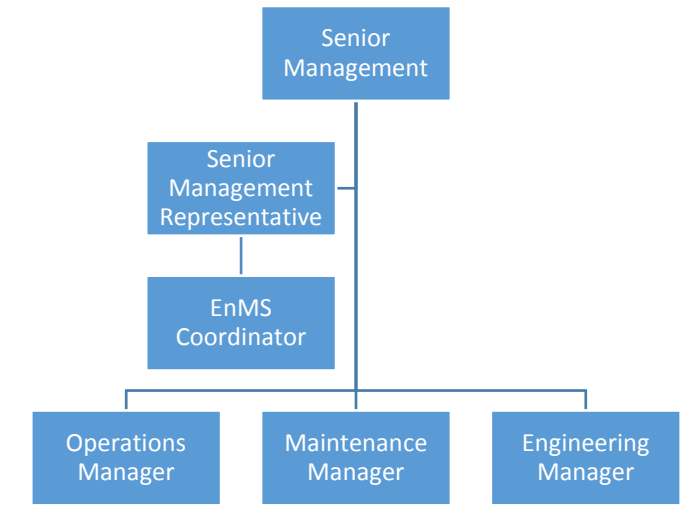 Senior
Management
Senior
Management
Representative
EnMS
Coordinator
Operations
Manager
Maintenance
Manager
Engineering
Manager